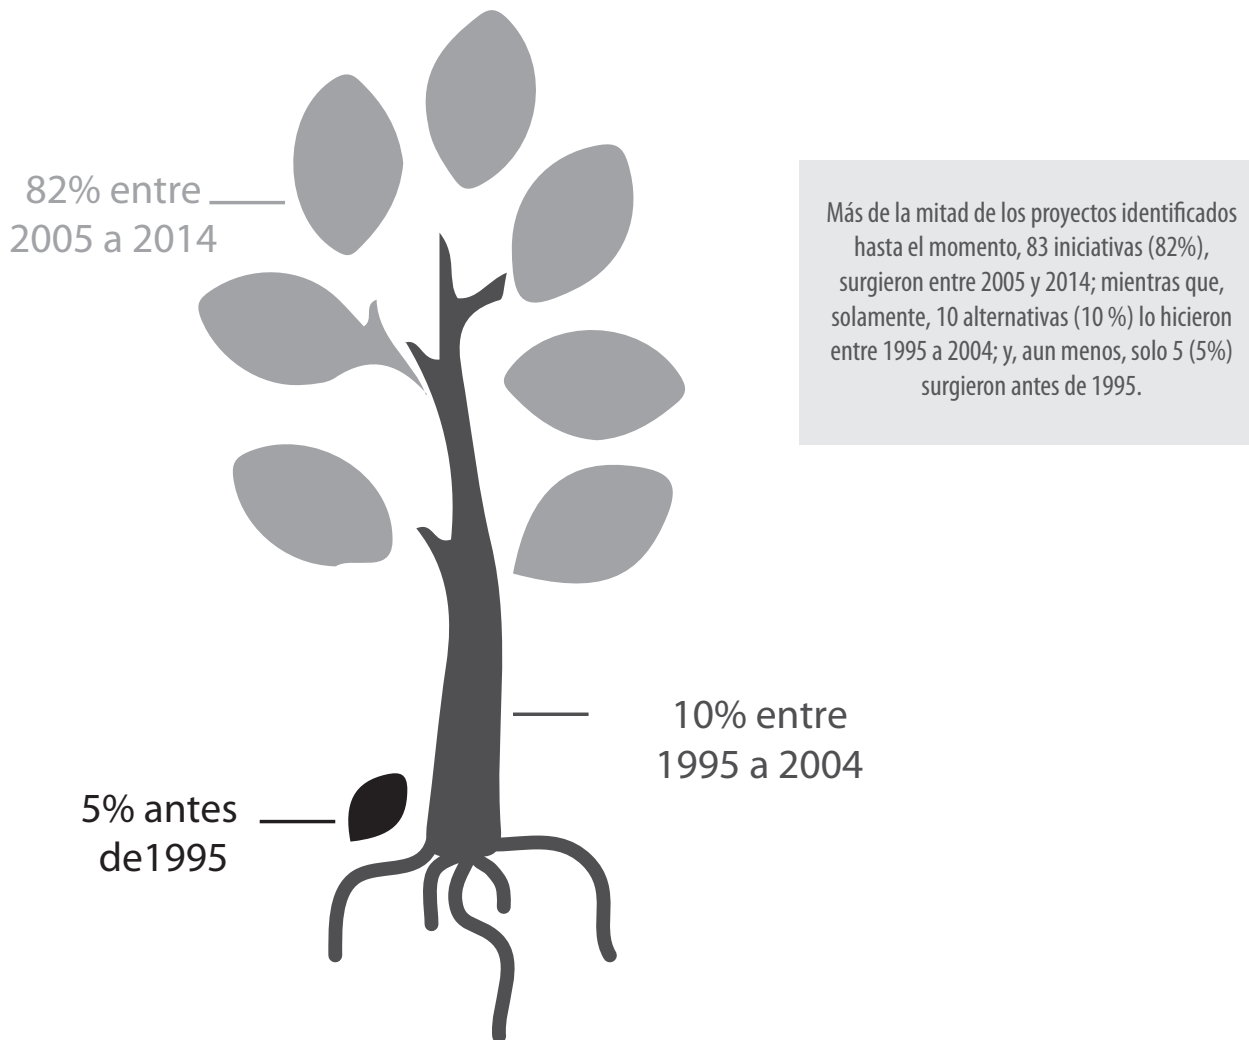 82% entre
2005 a 2014
Más de la mitad de los proyectos identificados
hasta el momento, 83 iniciativas (82%),
surgieron entre 2005 y 2014; mientras que,
solamente, 10 alternativas (10 %) lo hicieron
entre 1995 a 2004; y, aun menos, solo 5 (5%)
surgieron antes de 1995.
10% entre
1995 a 2004
5% antes
de1995